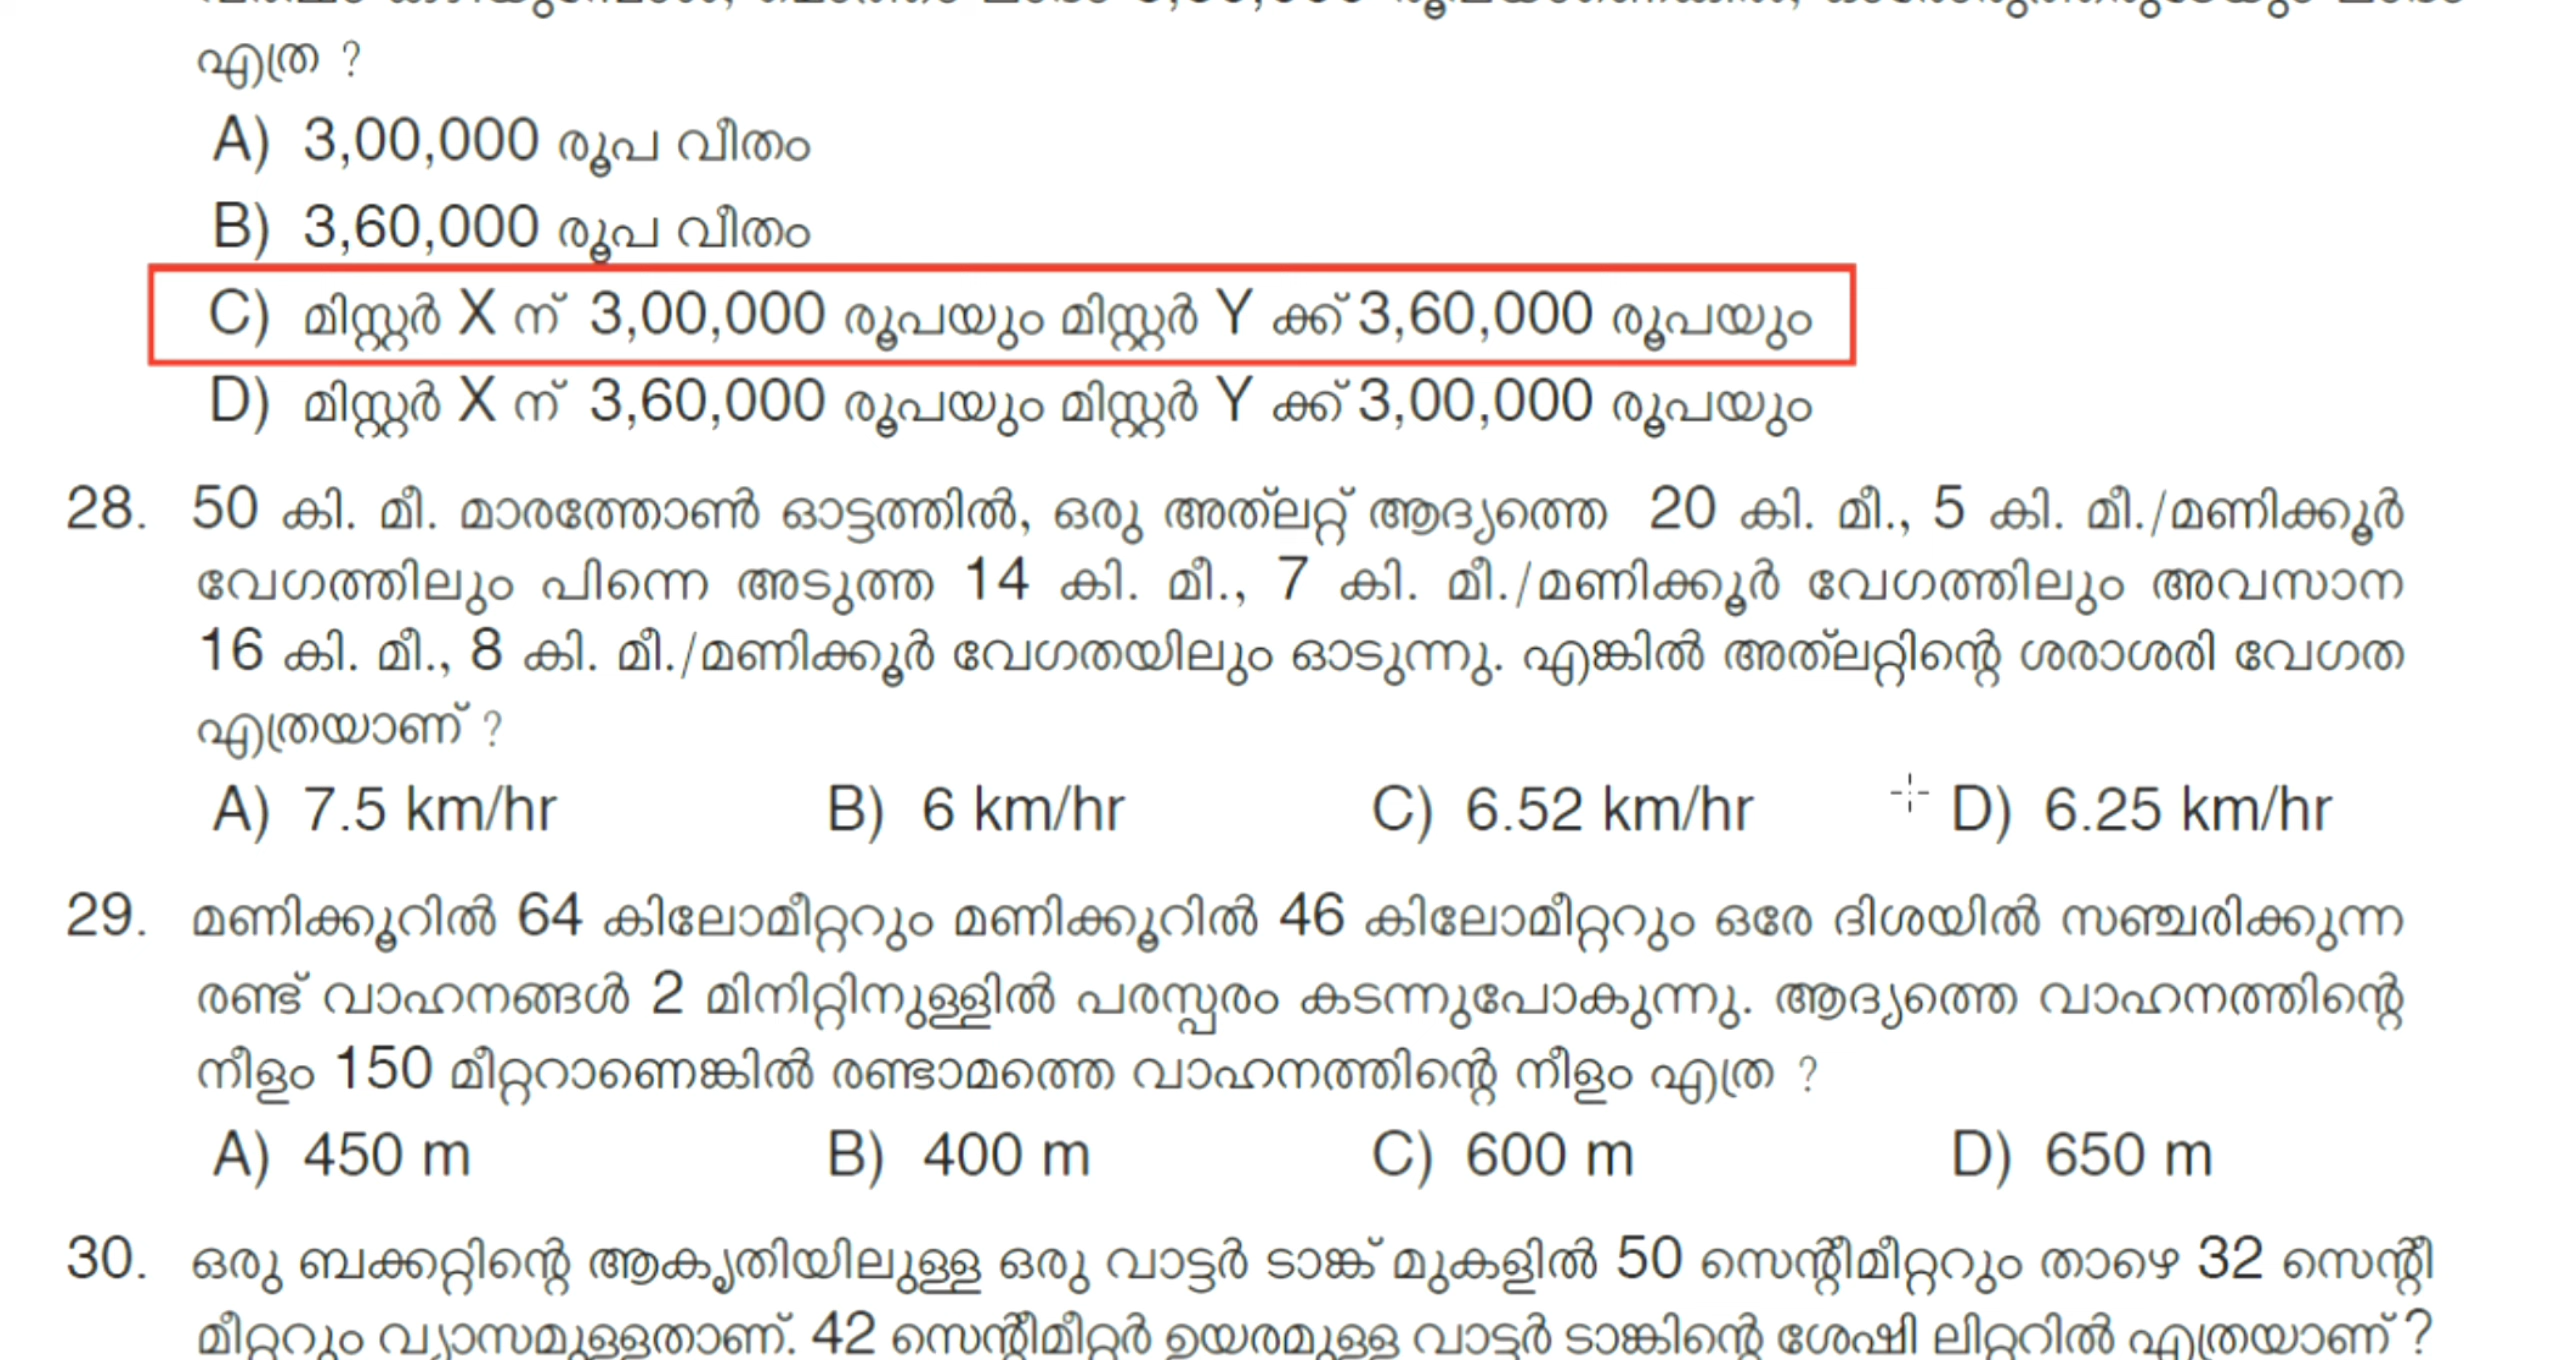 എത്ര ?
A) 3,00,000 രൂപ വീതം
B) 3,60,000 രൂപ വീതം
C) മിസ്റ്റർ X ന് 3,00,000 രൂപയും മിസ്റ്റർ Y ക്ക് 3,60,000 രൂപയും
D) മിസ്റ്റർ X ന് 3,60,000 രൂപയും മിസ്റ്റർ Y ക്ക് 3,00,000 രൂപയും
28. 50 കി. മീ. മാരത്തോൺ ഓട്ടത്തിൽ, ഒരു അത്‌ലറ്റ് ആദ്യത്തെ 20 കി. മീ., 5 കി. മീ./മണിക്കൂർ
വേഗത്തിലും പിന്നെ അടുത്ത 14 കി. മീ., 7 കി. മീ./മണിക്കൂർ വേഗത്തിലും അവസാന
16 കി. മീ., 8 കി. മീ./മണിക്കൂർ വേഗതയിലും ഓടുന്നു. എങ്കിൽ അത്‌ലറ്റിന്റെ ശരാശരി വേഗത
എത്രയാണ് ?
A) 7.5 km/hr B) 6 km/hr C) 6.52 km/hr D) 6.25 km/hr
29. മണിക്കൂറിൽ 64 കിലോമീറ്ററും മണിക്കൂറിൽ 46 കിലോമീറ്ററും ഒരേ ദിശയിൽ സഞ്ചരിക്കുന്ന
രണ്ട് വാഹനങ്ങൾ 2 മിനിറ്റിനുള്ളിൽ പരസ്പരം കടന്നുപോകുന്നു. ആദ്യത്തെ വാഹനത്തിന്റെ
നീളം 150 മീറ്ററാണെങ്കിൽ രണ്ടാമത്തെ വാഹനത്തിന്റെ നീളം എത്ര ?
A) 450 m B) 400 m C) 600 m D) 650 m
30. ഒരു ബക്കറ്റിന്റെ ആകൃതിയിലുള്ള ഒരു വാട്ടർ ടാങ്ക് മുകളിൽ 50 സെന്റീമീറ്ററും താഴെ 32 സെന്റീ
മീറ്ററും വ്യാസമുള്ളതാണ്. 42 സെന്റീമീറ്റർ ഉയരമുള്ള വാട്ടർ ടാങ്കിന്റെ ശേഷി ലിറ്ററിൽ എത്രയാണ് ?